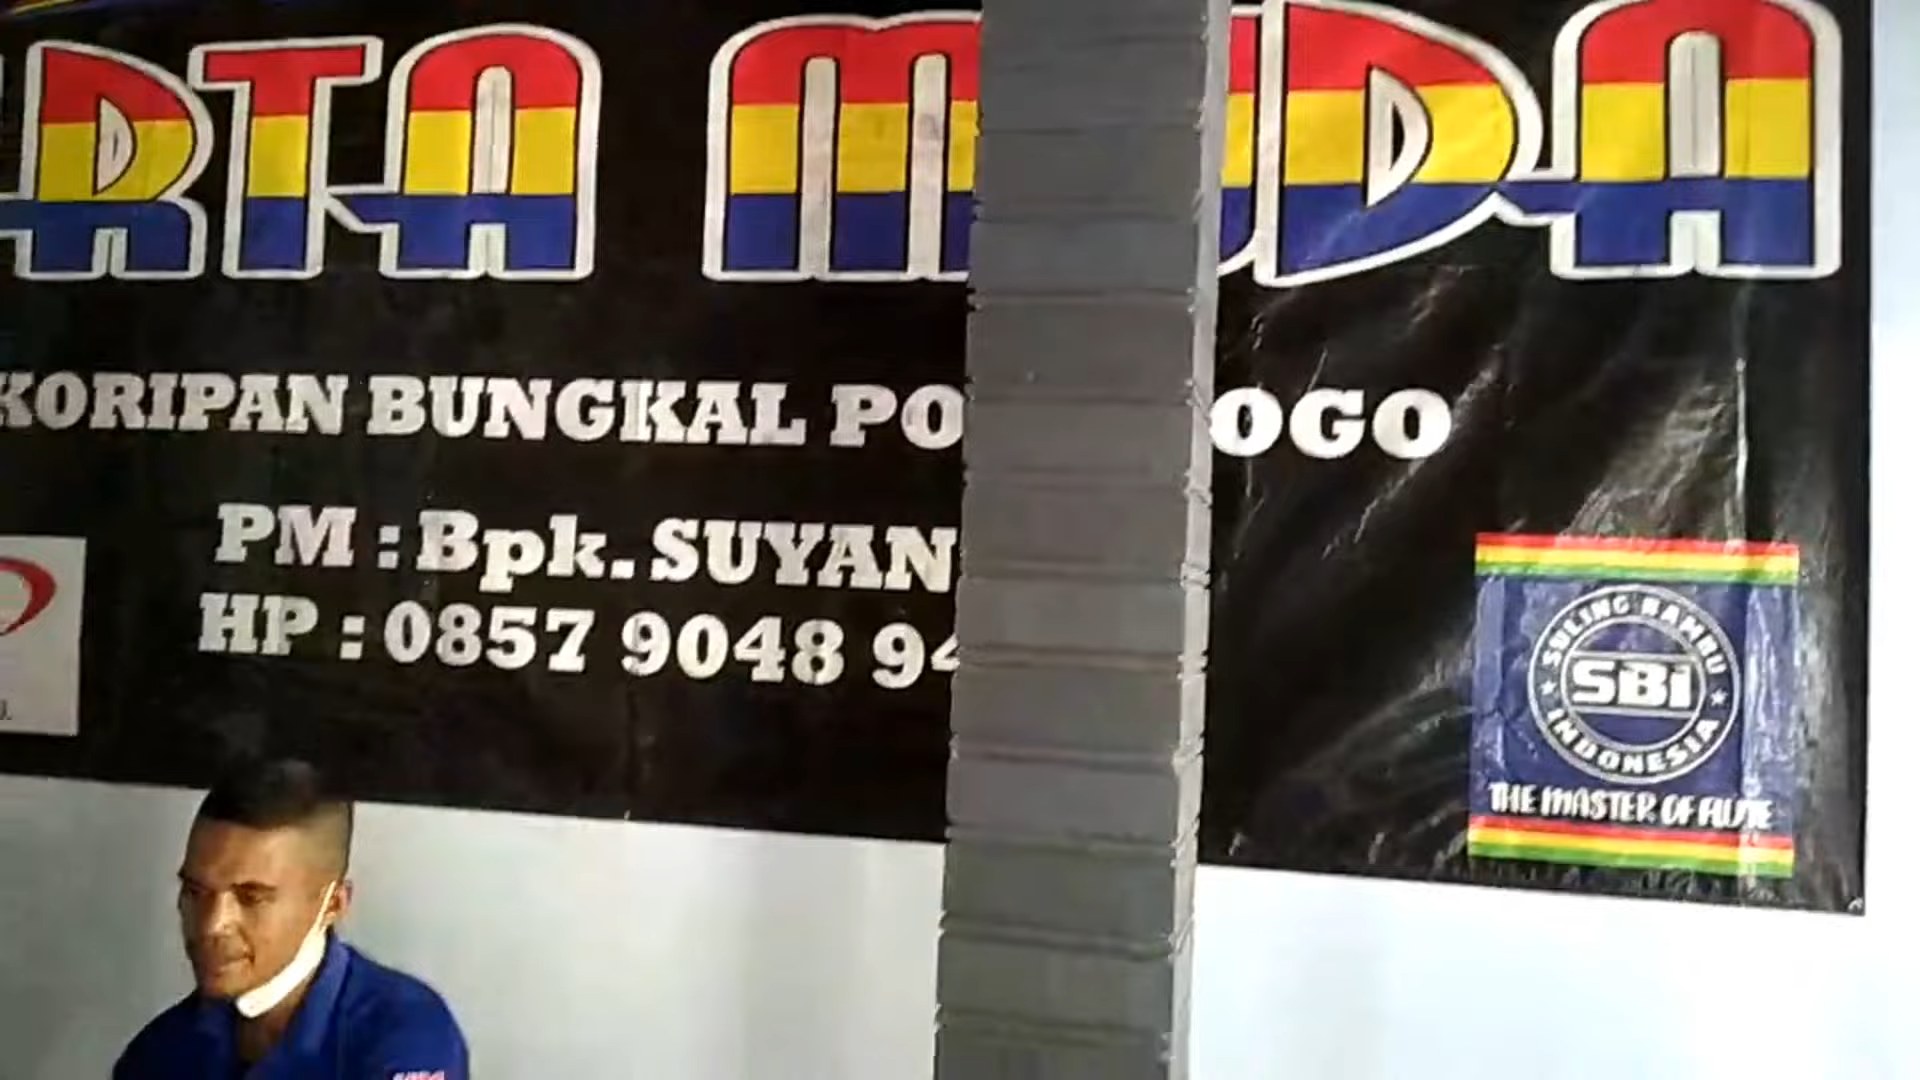 RTA M DA
KORIPAN BUNGKAL PO OGO
PM : Bpk. SUYAN
HP : 0857 9048 94
SULING BAMBU
SBI
INDONESIA
THE MASTER OF FLUTE